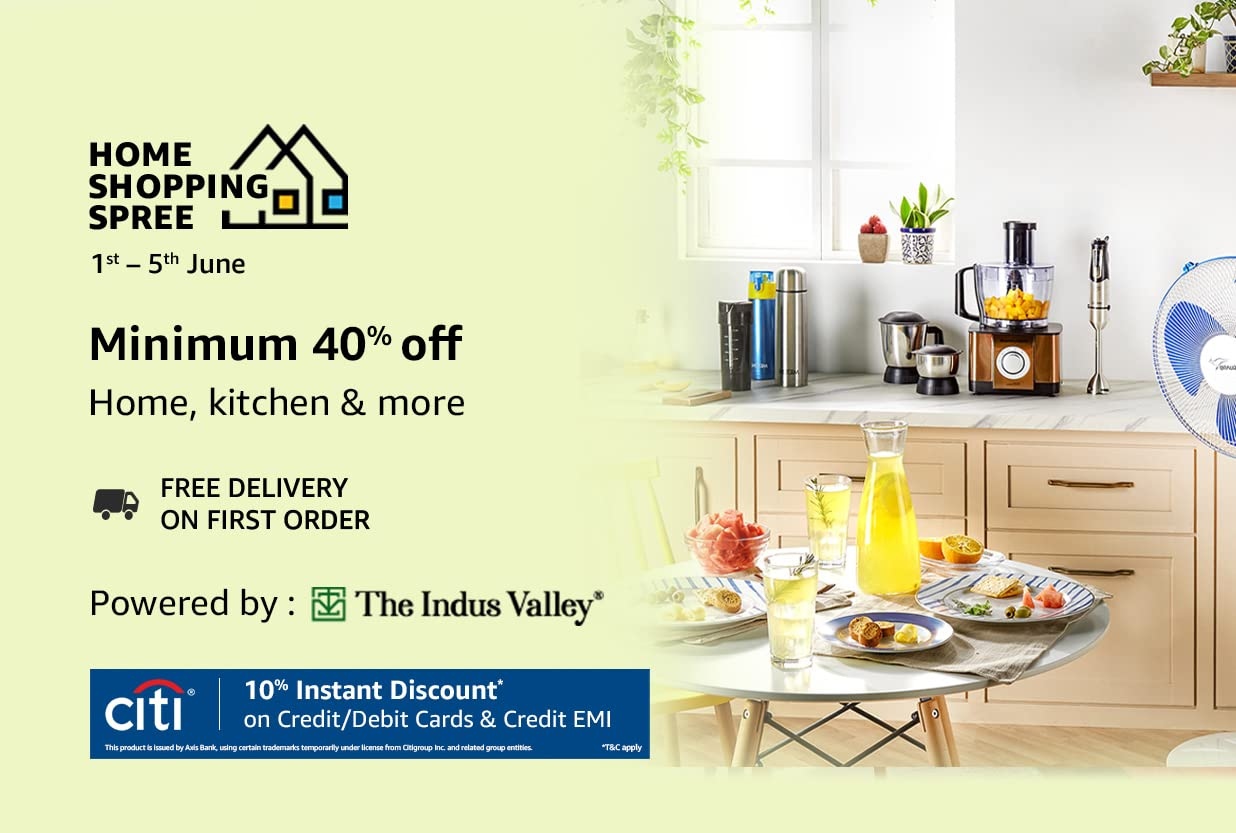 HOME
SHOPPING
SPREE
1st – 5th June
Minimum 40% off
Home, kitchen & more
FREE DELIVERY
ON FIRST ORDER
Powered by : The Indus Valley®
citi®
10% Instant Discount*
on Credit/Debit Cards & Credit EMI
This product is issued by Axis Bank, using certain trademarks temporarily under license from Citigroup Inc. and related group entities.
*T&C apply